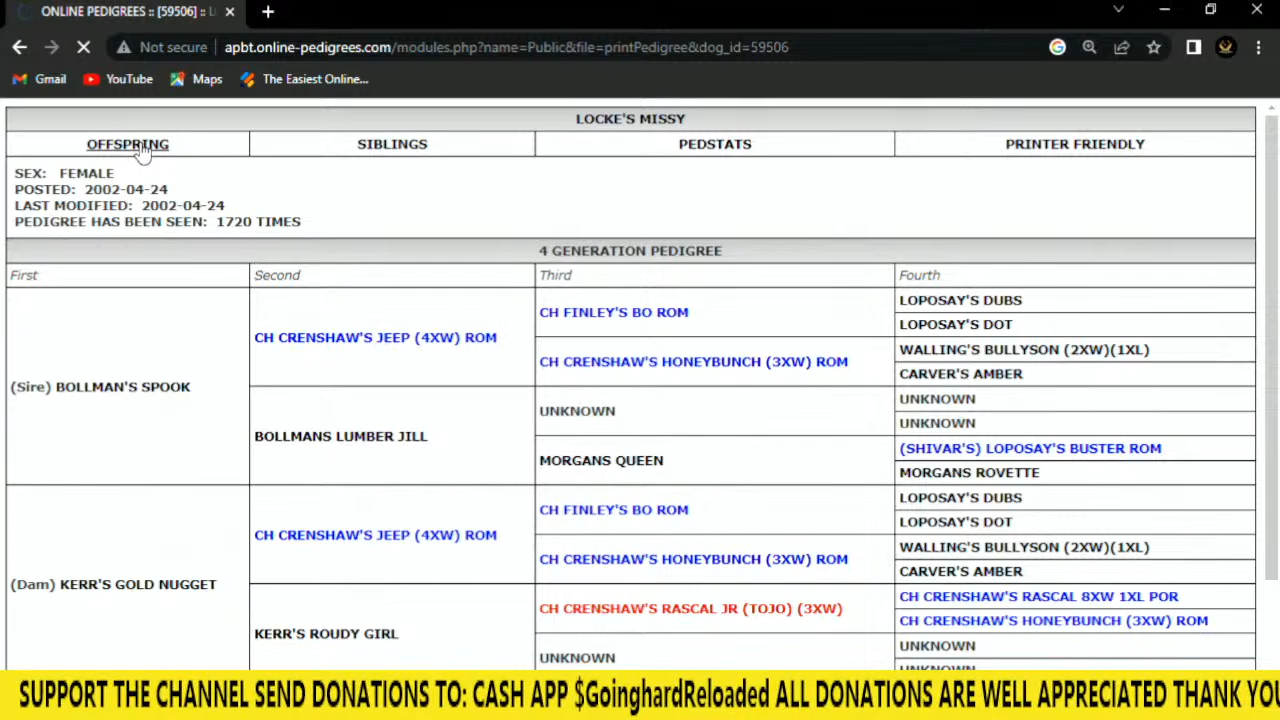 ONLINE PEDIGREES :: [59506] ::
Not secure apbt.online-pedigrees.com/modules.php?name=Public&file=printPedigree&dog_id=59506
Gmail YouTube Maps The Easiest Online...
LOCKE'S MISSY
OFFSPRING SIBLINGS PEDSTATS PRINTER FRIENDLY
SEX: FEMALE
POSTED: 2002-04-24
LAST MODIFIED: 2002-04-24
PEDIGREE HAS BEEN SEEN: 1720 TIMES
4 GENERATION PEDIGREE
First Second Third Fourth
(Sire) BOLLMAN'S SPOOK
CH CRENSHAW'S JEEP (4XW) ROM
CH FINLEY'S BO ROM
LOPOSAY'S DUBS
LOPOSAY'S DOT
CH CRENSHAW'S HONEYBUNCH (3XW) ROM
WALLING'S BULLYSON (2XW)(1XL)
CARVER'S AMBER
BOLLMANS LUMBER JILL
UNKNOWN
UNKNOWN
UNKNOWN
MORGANS QUEEN
(SHIVAR'S) LOPOSAY'S BUSTER ROM
MORGANS ROVETTE
(Dam) KERR'S GOLD NUGGET
CH CRENSHAW'S JEEP (4XW) ROM
CH FINLEY'S BO ROM
LOPOSAY'S DUBS
LOPOSAY'S DOT
CH CRENSHAW'S HONEYBUNCH (3XW) ROM
WALLING'S BULLYSON (2XW)(1XL)
CARVER'S AMBER
KERR'S ROUDY GIRL
CH CRENSHAW'S RASCAL JR (TOJO) (3XW)
CH CRENSHAW'S RASCAL 8XW 1XL POR
CH CRENSHAW'S HONEYBUNCH (3XW) ROM
UNKNOWN
UNKNOWN
UNKNOWN
SUPPORT THE CHANNEL SEND DONATIONS TO: CASH APP $GoinghardReloaded ALL DONATIONS ARE WELL APPRECIATED THANK YOU